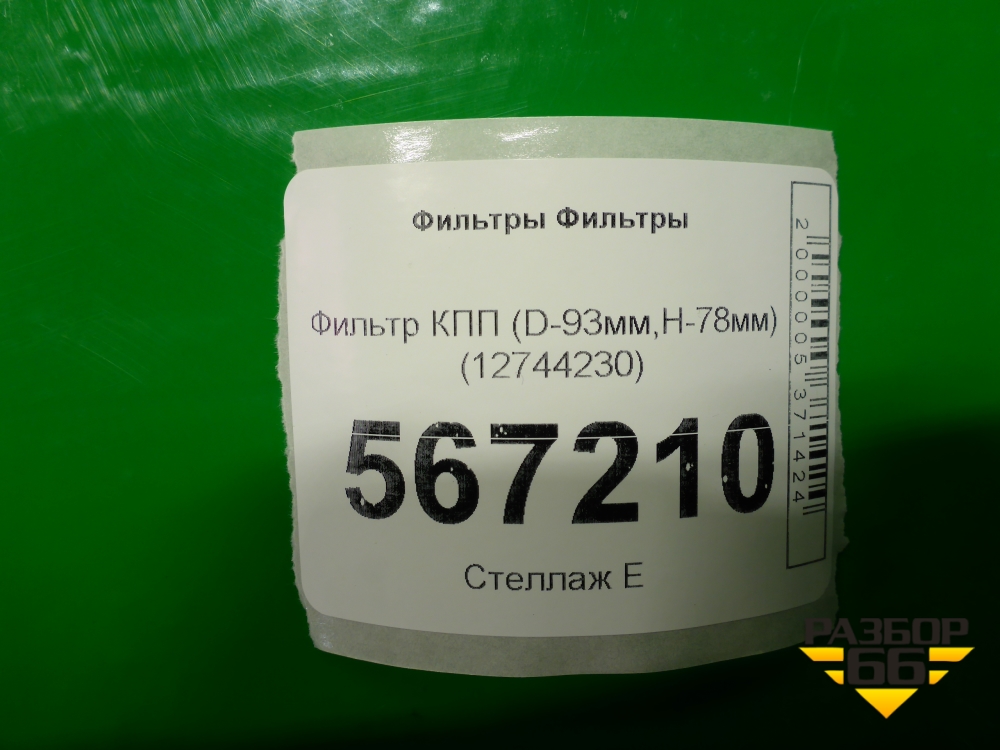 Фильтры Фильтры
Фильтр КПП (D-93мм,H-78мм)
(12744230)
567210
Стеллаж Е
2000005371424
РАЗБОР
66